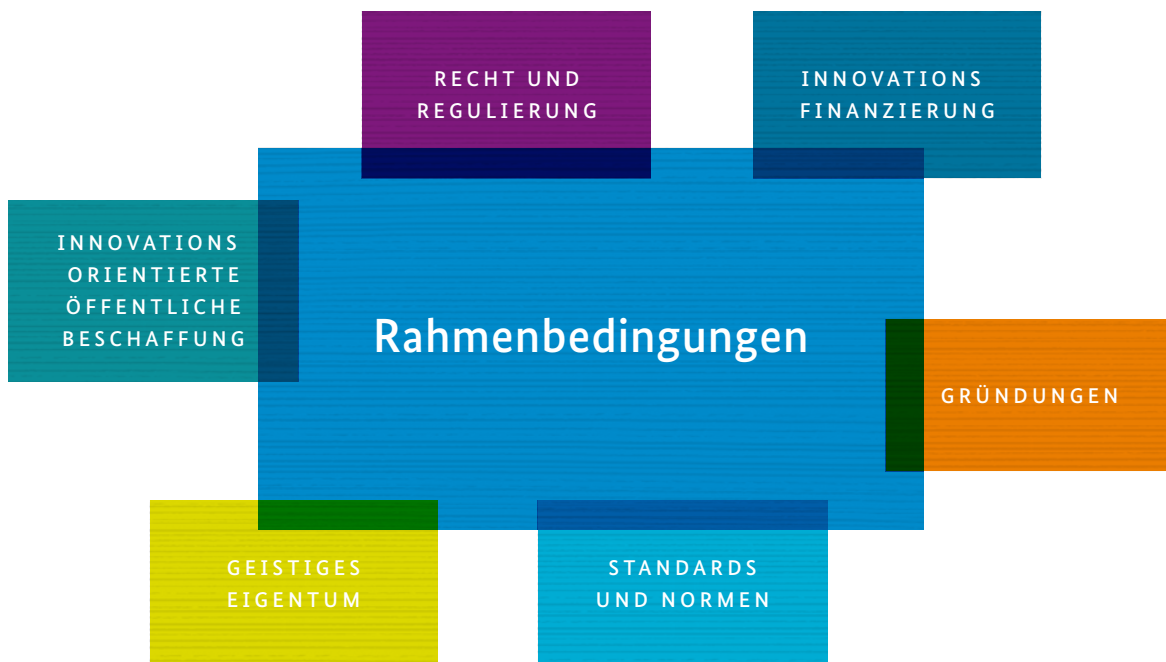 RECHT UND
REGULIERUNG
INNOVATIONS
FINANZIERUNG
INNOVATIONS
ORIENTIERTE
ÖFFENTLICHE
BESCHAFFUNG
Rahmenbedingungen
GRÜNDUNGEN
GEISTIGES
EIGENTUM
STANDARDS
UND NORMEN